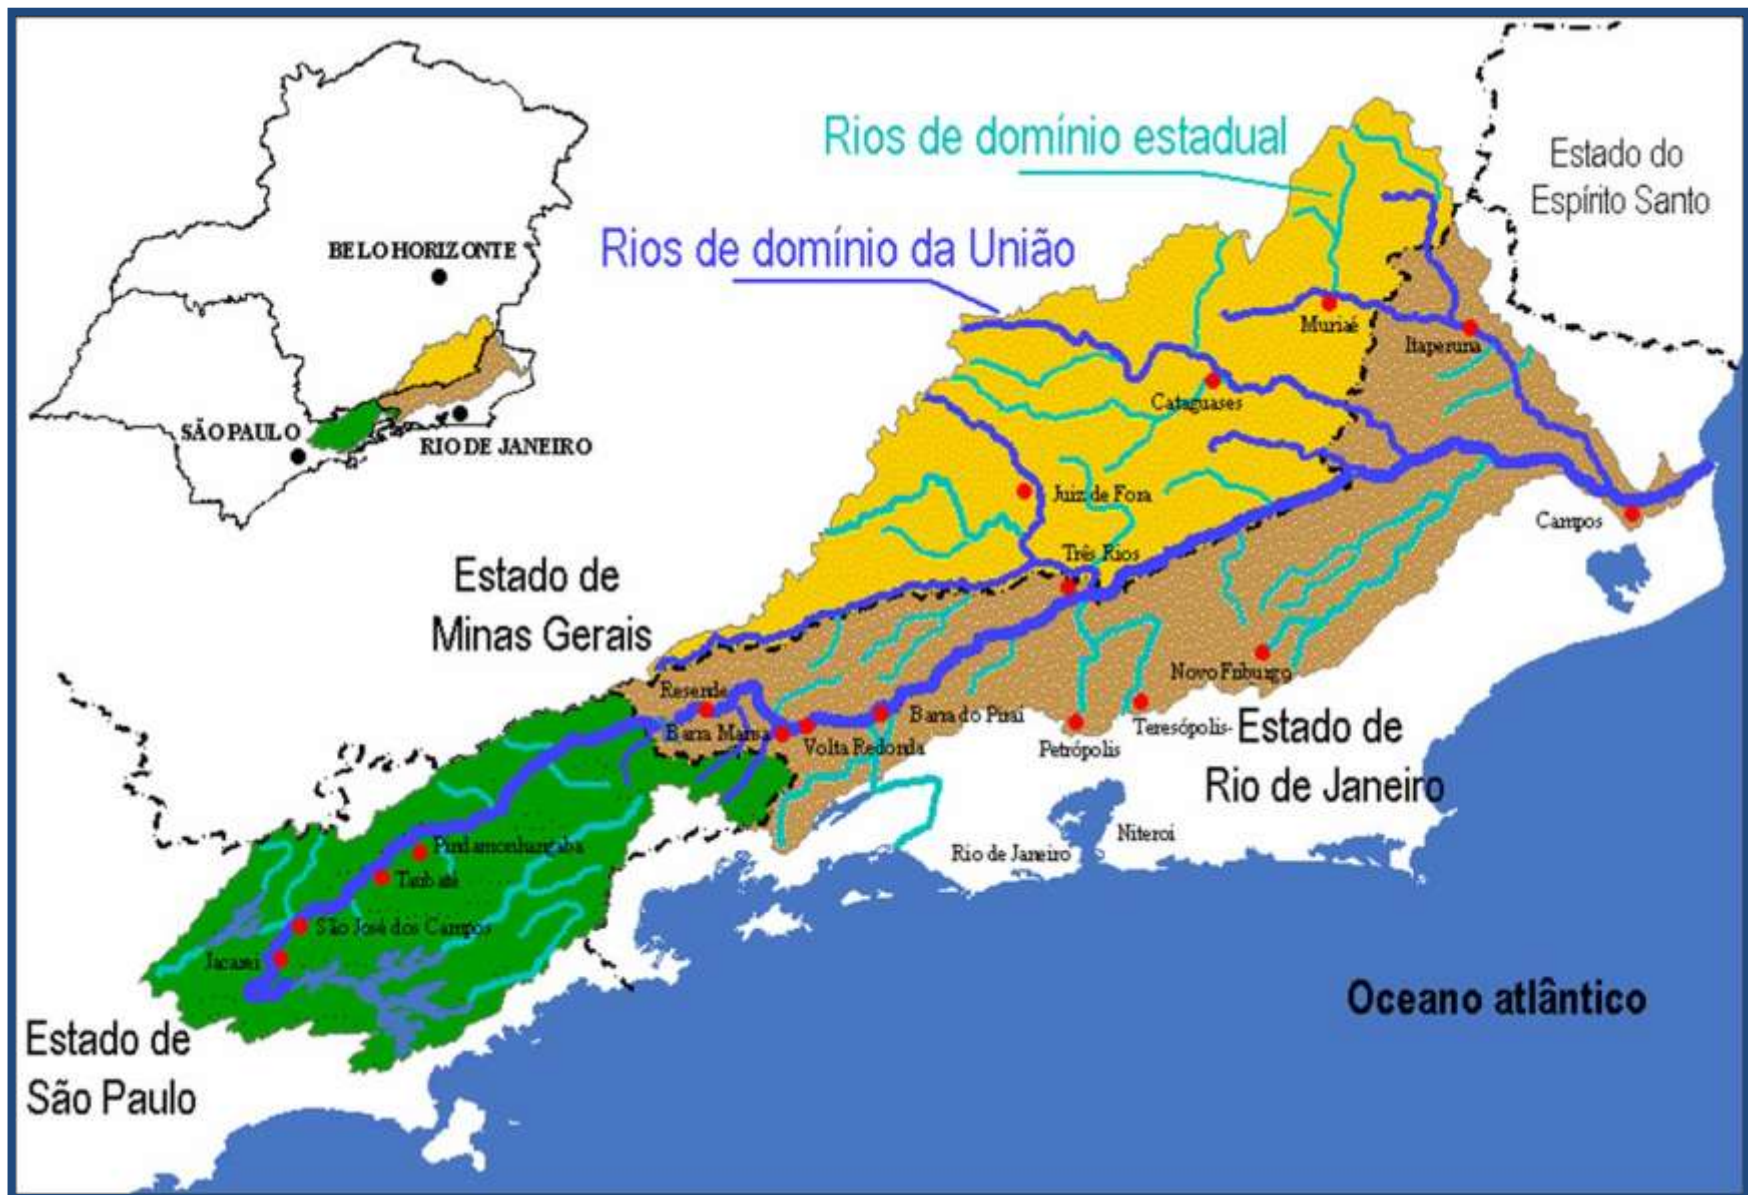 Rios de domínio estadual
Estado do
Espírito Santo
Rios de domínio da União
BELO HORIZONTE
SÃO PAULO
RIO DE JANEIRO
Muriaé
Itaperuna
Cataguases
Juiz de Fora
Campos
Três Rios
Estado de
Minas Gerais
Novo Friburgo
Resende
Barra Mansa
Volta Redonda
Barra do Piraí
Petrópolis
Teresópolis-
Estado de
Rio de Janeiro
Niteroi
Rio de Janeiro
Pindamonhangaba
Taubaté
São José dos Campos
Jacareí
Oceano atlântico
Estado de
São Paulo